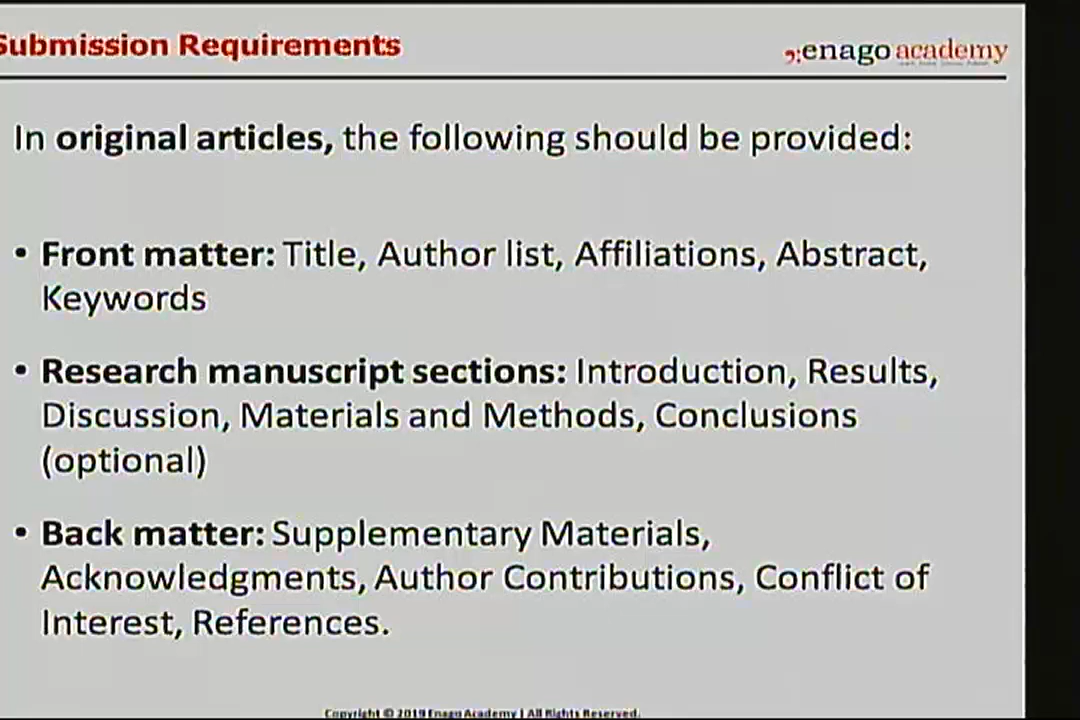 Submission Requirements
enago academy
In original articles, the following should be provided:
• Front matter: Title, Author list, Affiliations, Abstract,
Keywords
• Research manuscript sections: Introduction, Results,
Discussion, Materials and Methods, Conclusions
(optional)
• Back matter: Supplementary Materials,
Acknowledgments, Author Contributions, Conflict of
Interest, References.
Copyright © 2019 Enago Academy | All Rights Reserved.